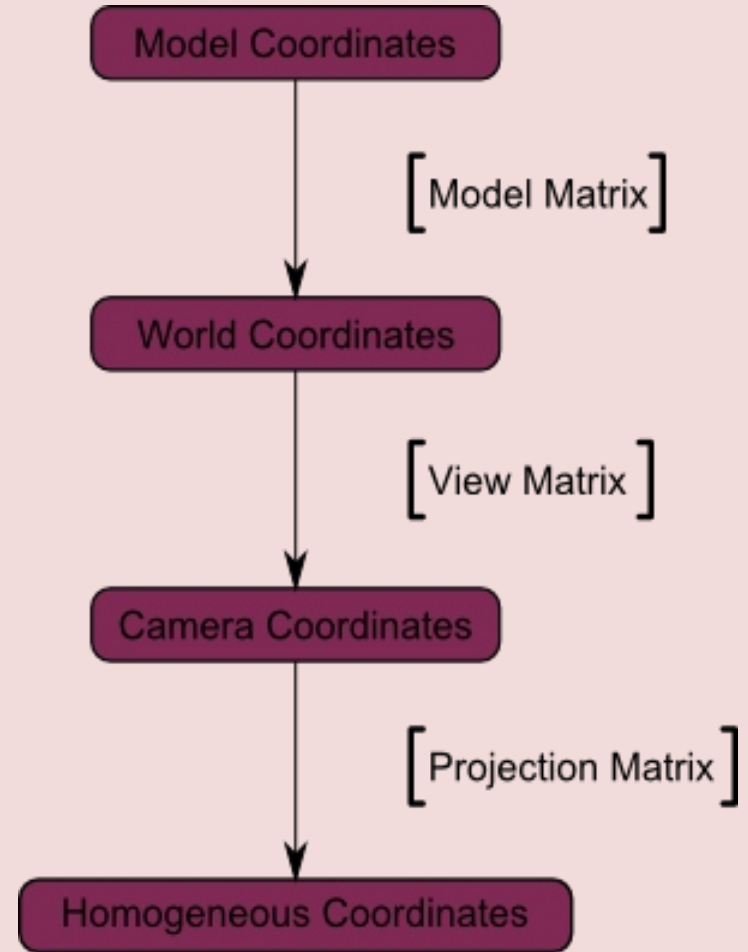 Model Coordinates
[Model Matrix]
World Coordinates
[View Matrix]
Camera Coordinates
[Projection Matrix]
Homogeneous Coordinates